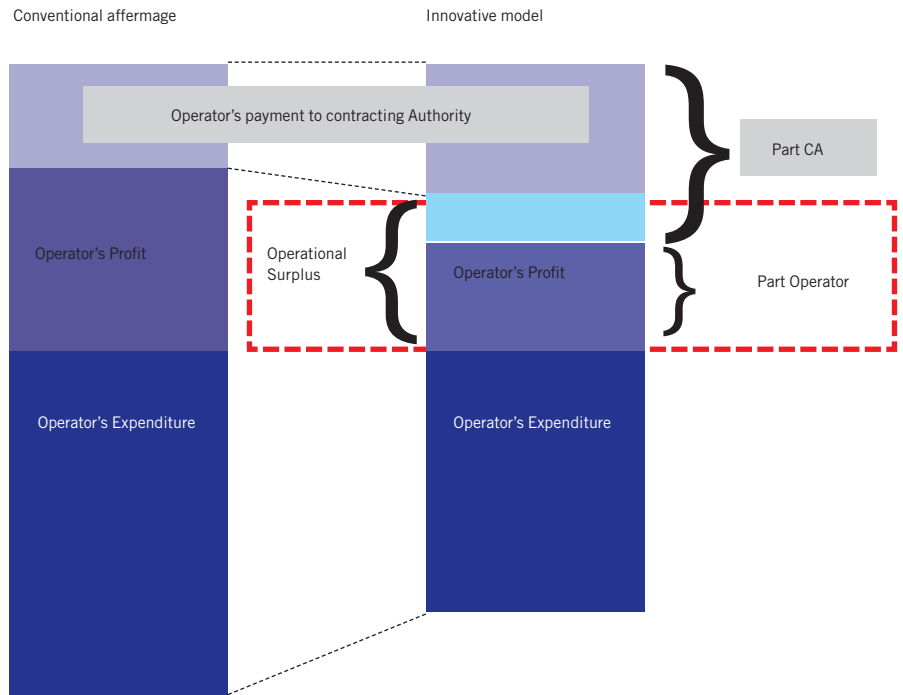 Conventional affermage
Innovative model
Operator’s payment to contracting Authority
Part CA
Operator’s Profit
Operational
Surplus
Operator’s Profit
Part Operator
Operator’s Expenditure
Operator’s Expenditure